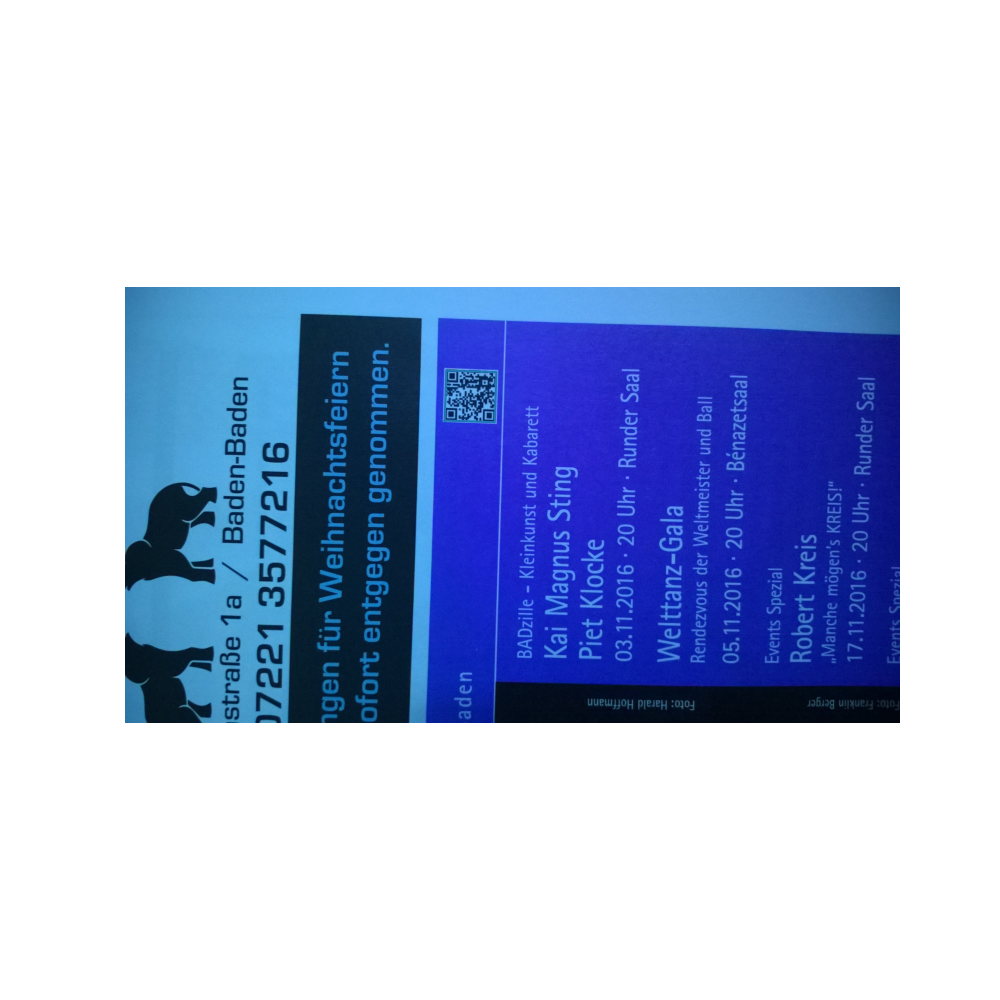 straße 1a / Baden-Baden
07221 3577216
ngen für Weihnachtsfeiern
ofort entgegen genommen.
aden
BADzille – Kleinkunst und Kabarett
Kai Magnus Sting
Piet Klocke
03.11.2016 · 20 Uhr · Runder Saal
Welttanz-Gala
Rendezvous der Weltmeister und Ball
05.11.2016 · 20 Uhr · Bénazetsaal
Events Spezial
Robert Kreis
„Manche mögen's KREIS!“
17.11.2016 · 20 Uhr · Runder Saal
Events Spezial
Foto: Harald Hoffmann
Foto: Franklin Berger